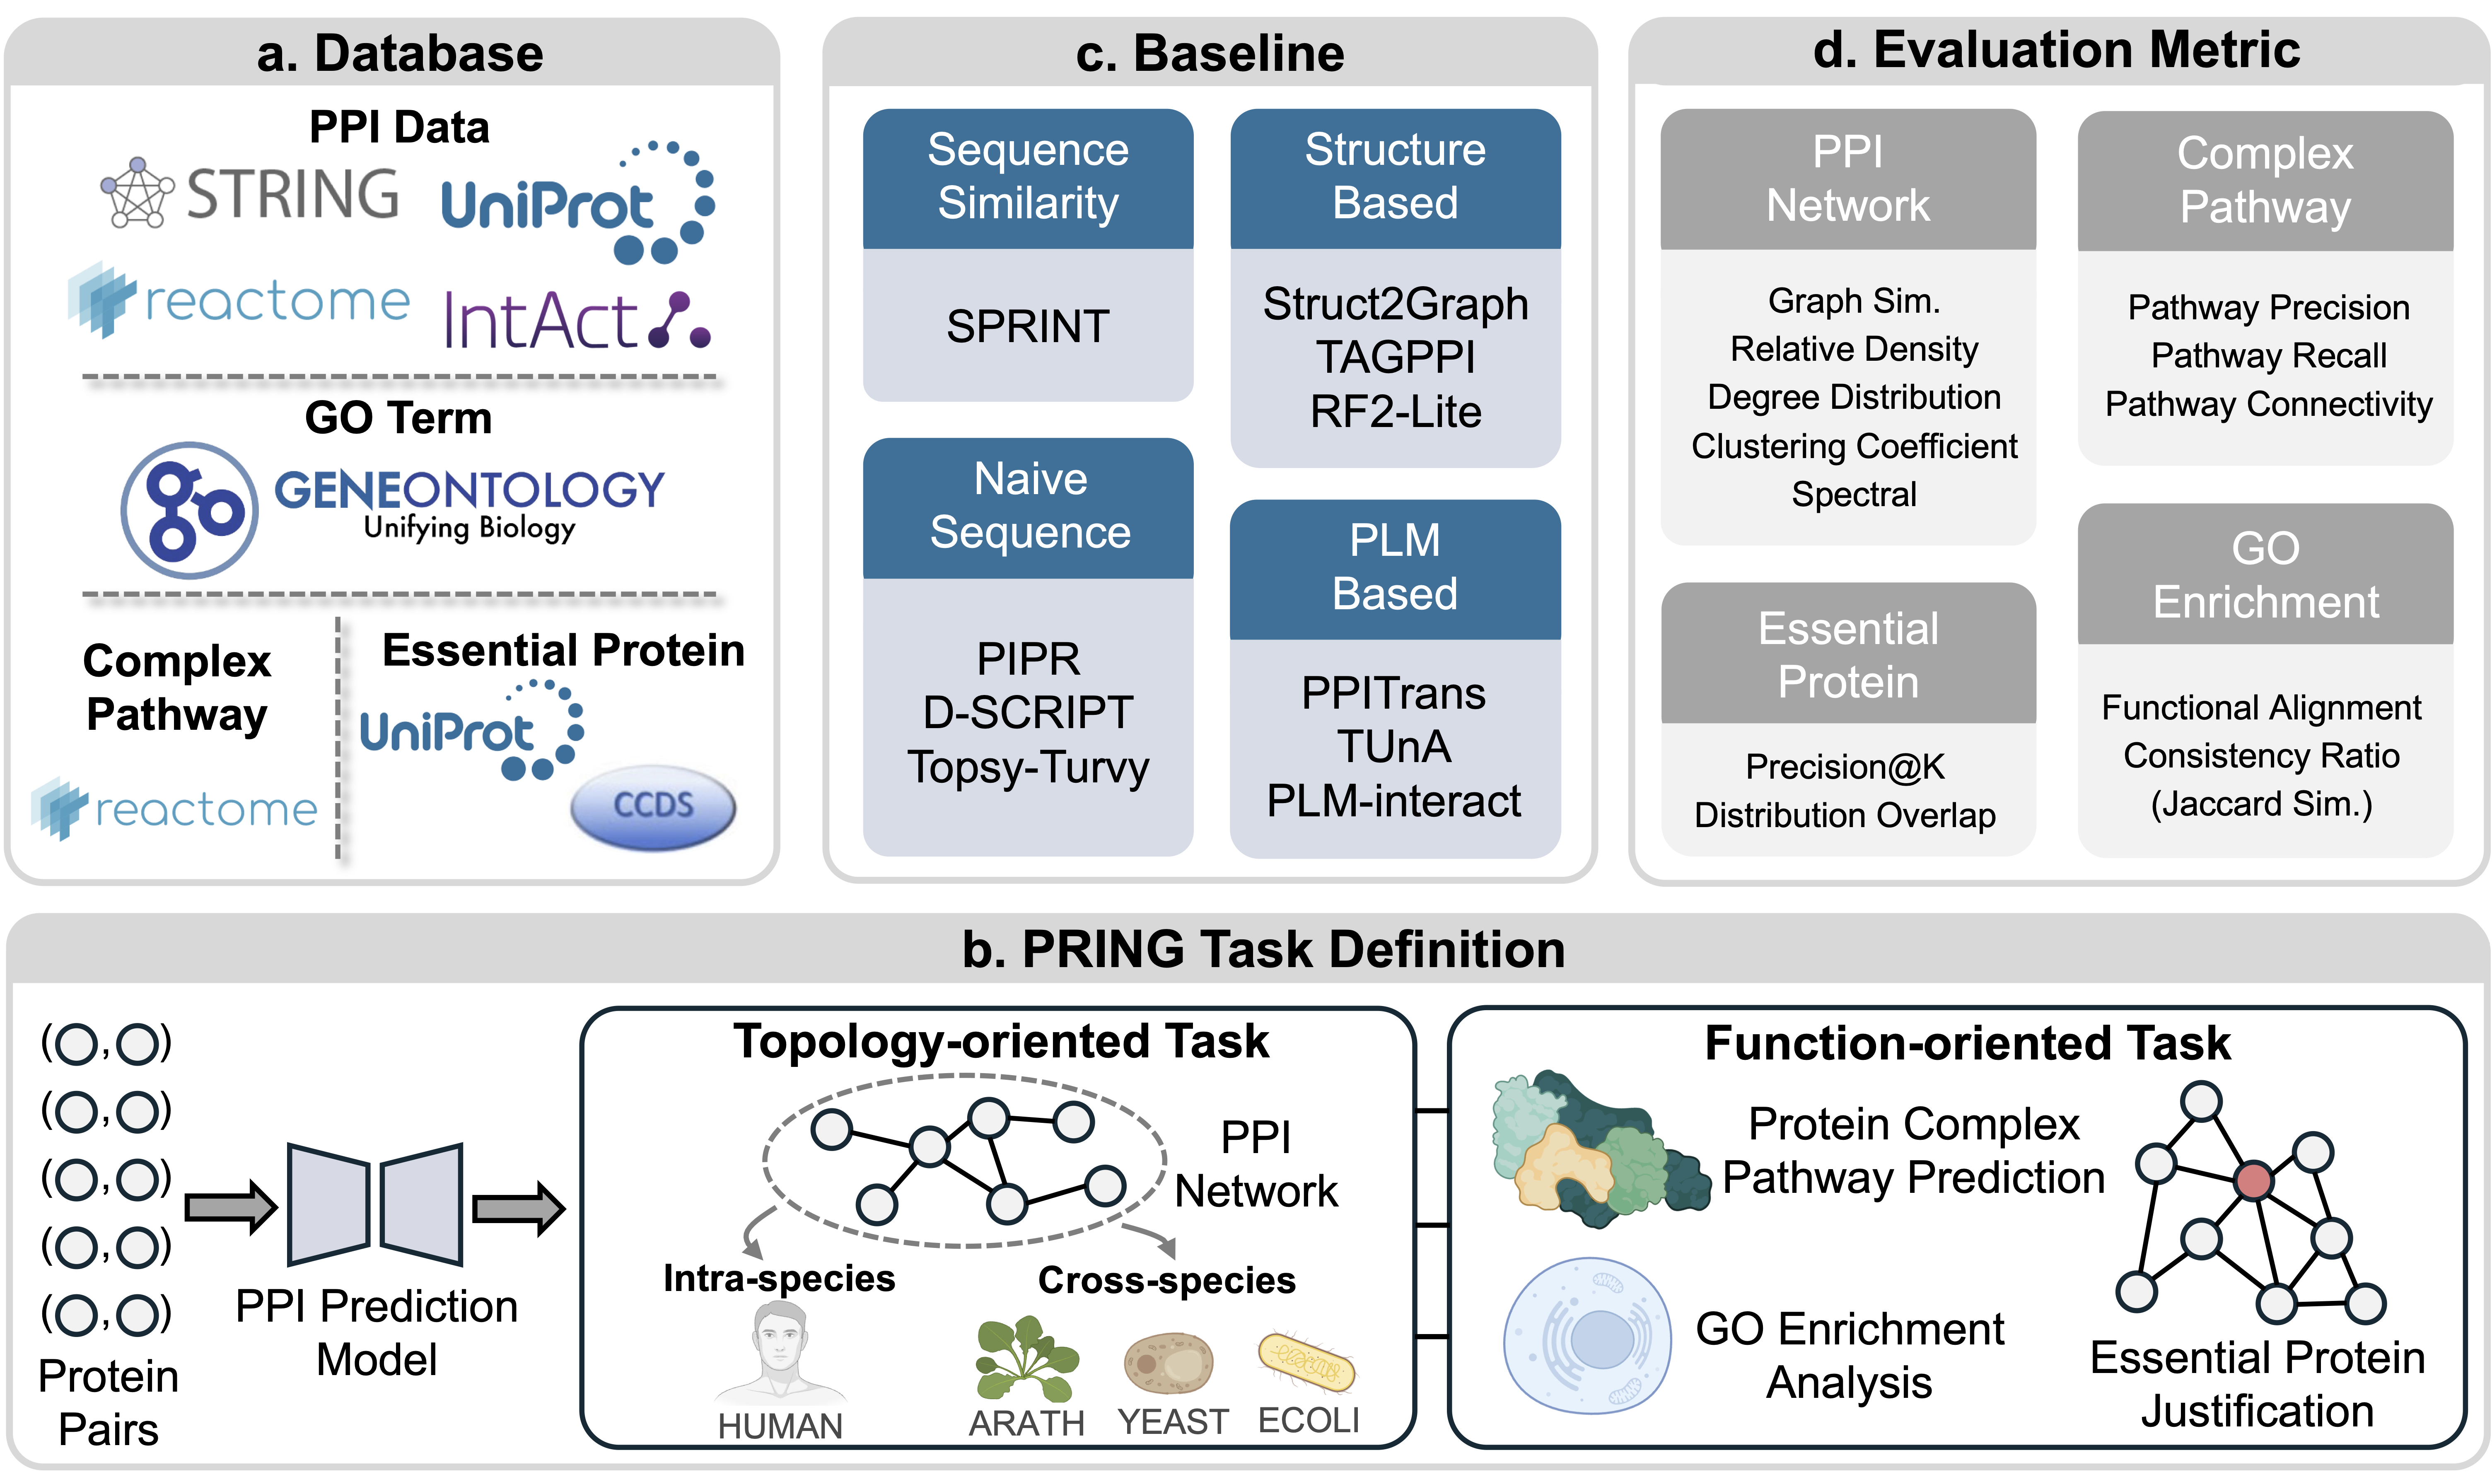 a. Database
PPI Data
STRING
UniProt
reactome
IntAct
GO Term
GENEONTOLOGY
Unifying Biology
Complex
Pathway
reactome
Essential Protein
UniProt
CCDS
c. Baseline
Sequence
Similarity
SPRINT
Structure
Based
Struct2Graph
TAGPPI
RF2-Lite
Naive
Sequence
PIPR
D-SCRIPT
Topsy-Turvy
PLM
Based
PPITrans
TUnA
PLM-interact
d. Evaluation Metric
PPI
Network
Graph Sim.
Relative Density
Degree Distribution
Clustering Coefficient
Spectral
Complex
Pathway
Pathway Precision
Pathway Recall
Pathway Connectivity
Essential
Protein
Precision@K
Distribution Overlap
GO
Enrichment
Functional Alignment
Consistency Ratio
(Jaccard Sim.)
b. PRING Task Definition
( , )
( , )
( , )
( , )
( , )
Protein
Pairs
PPI Prediction
Model
Topology-oriented Task
PPI
Network
Intra-species
Cross-species
HUMAN
ARATH
YEAST
ECOLI
Function-oriented Task
Protein Complex
Pathway Prediction
GO Enrichment
Analysis
Essential Protein
Justification